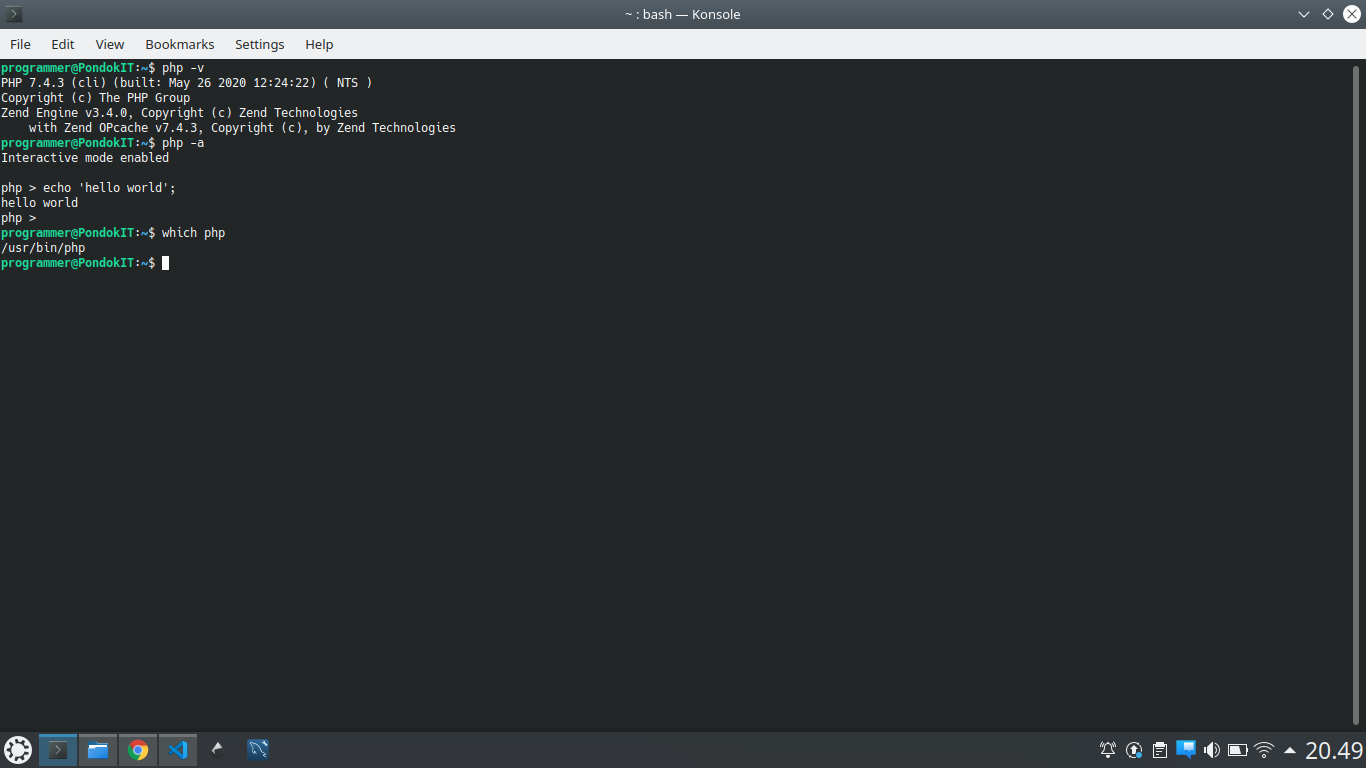 ~ : bash — Konsole
File Edit View Bookmarks Settings Help
programmer@PondokIT:~$ php -v
PHP 7.4.3 (cli) (built: May 26 2020 12:24:22) ( NTS )
Copyright (c) The PHP Group
Zend Engine v3.4.0, Copyright (c) Zend Technologies
    with Zend OPcache v7.4.3, Copyright (c), by Zend Technologies
programmer@PondokIT:~$ php -a
Interactive mode enabled
php > echo 'hello world';
hello world
php >
programmer@PondokIT:~$ which php
/usr/bin/php
programmer@PondokIT:~$
20.49